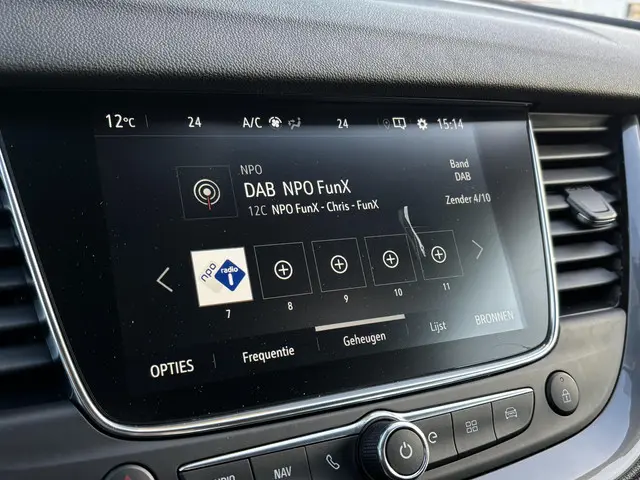 12°C 24 A/C 24 15:14
NPO
DAB NPO FunX
12C NPO FunX - Chris - FunX
Band
DAB
Zender 4/10
npo radio 1
7 8 9 10 11
OPTIES Frequentie Geheugen Lijst BRONNEN
NAV